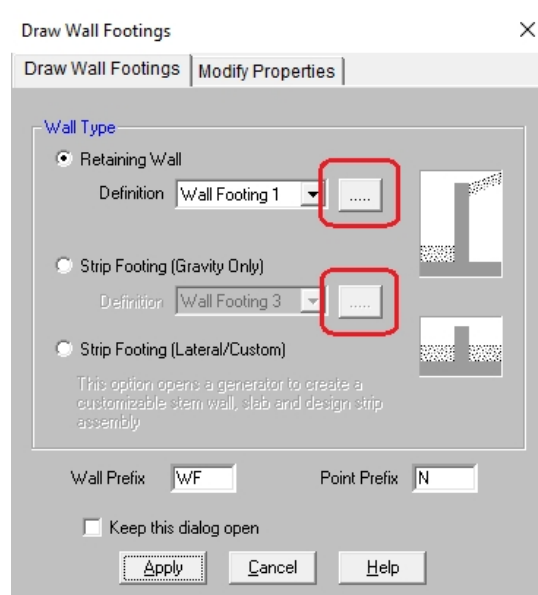 Draw Wall Footings
Draw Wall Footings Modify Properties
Wall Type
Retaining Wall
Definition Wall Footing 1 .....
Strip Footing (Gravity Only)
Definition Wall Footing 3 .....
Strip Footing (Lateral/Custom)
This option opens a generator to create a
customizable stem wall, slab and design strip
assembly
Wall Prefix WF Point Prefix N
Keep this dialog open
Apply Cancel Help